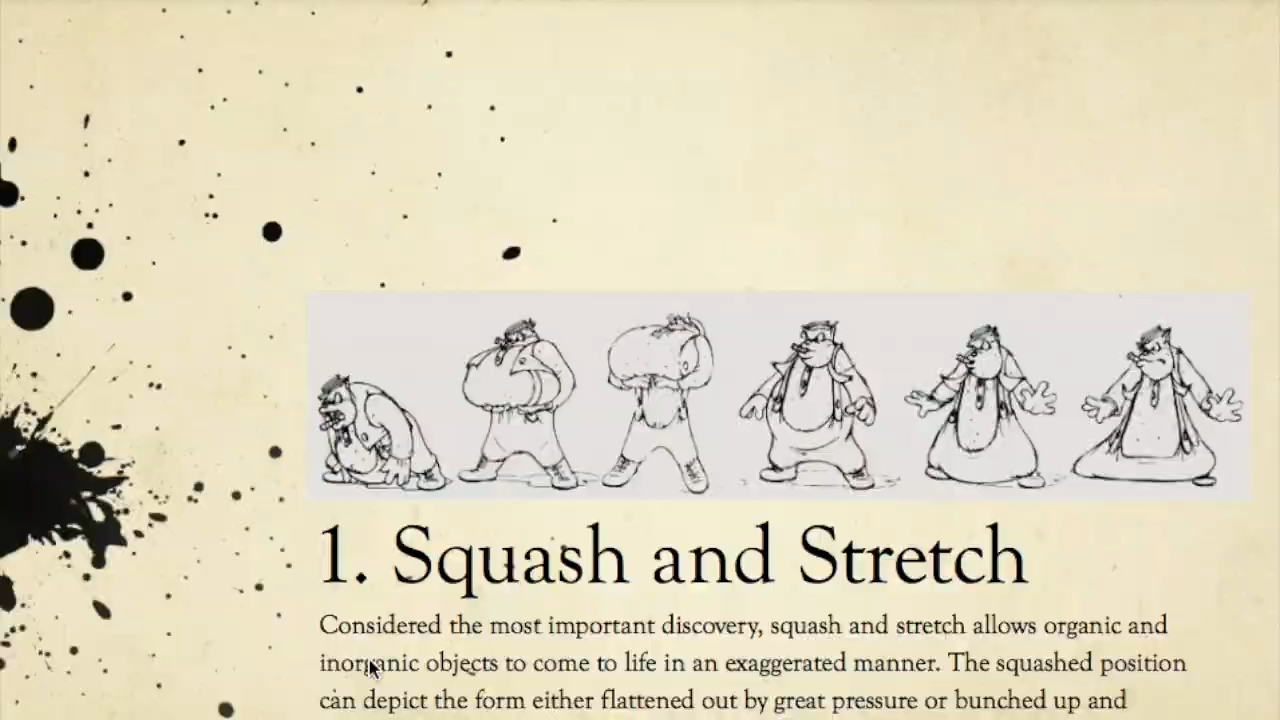 1. Squash and Stretch
Considered the most important discovery, squash and stretch allows organic and
inorganic objects to come to life in an exaggerated manner. The squashed position
can depict the form either flattened out by great pressure or bunched up and